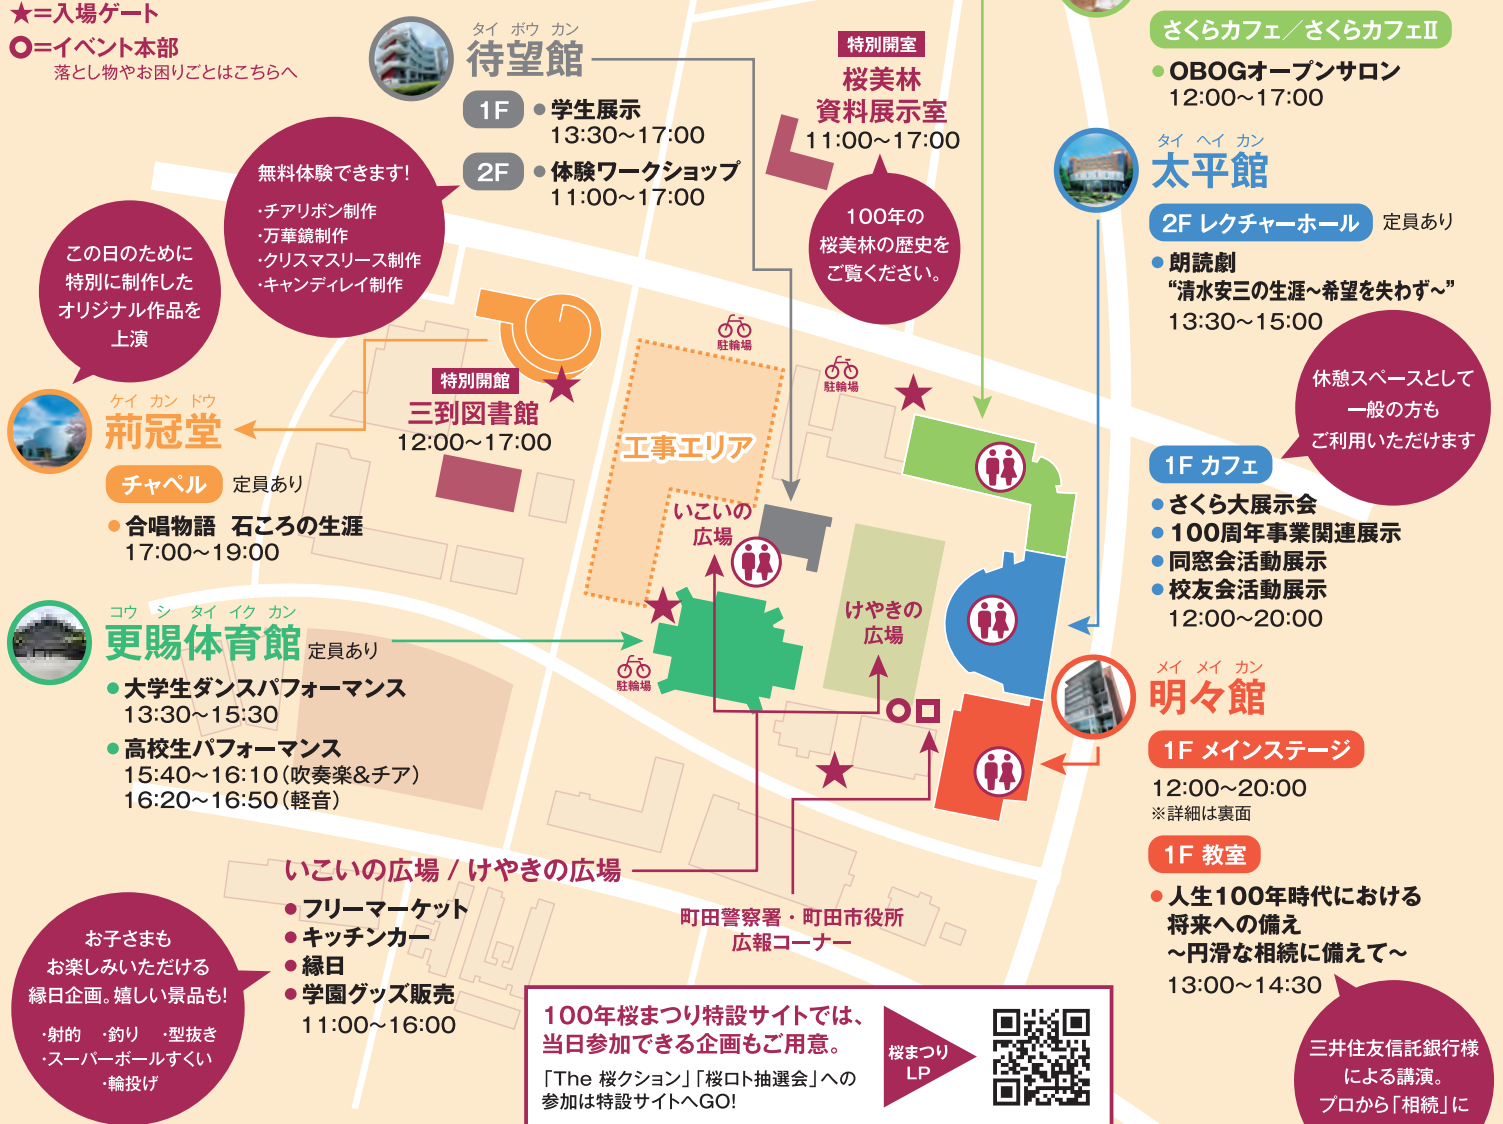 ★=入場ゲート
○=イベント本部
落とし物やお困りごとはこちらへ
タイ ボウ カン
待望館
1F ●学生展示
13:30〜17:00
2F ●体験ワークショップ
11:00〜17:00
特別開室
桜美林
資料展示室
11:00〜17:00
100年の
桜美林の歴史を
ご覧ください。
さくらカフェ／さくらカフェⅡ
●OBOGオープンサロン
12:00〜17:00
タイ ヘイ カン
太平館
2F レクチャーホール 定員あり
●朗読劇
“清水安三の生涯〜希望を失わず〜”
13:30〜15:00
休憩スペースとして
一般の方も
ご利用いただけます
1F カフェ
●さくら大展示会
●100周年事業関連展示
●同窓会活動展示
●校友会活動展示
12:00〜20:00
メイ メイ カン
明々館
1F メインステージ
12:00〜20:00
※詳細は裏面
1F 教室
●人生100年時代における
将来への備え
〜円滑な相続に備えて〜
13:00〜14:30
三井住友信託銀行様
による講演。
プロから「相続」に
無料体験できます!
・チアリボン制作
・万華鏡制作
・クリスマスリース制作
・キャンディレイ制作
この日のために
特別に制作した
オリジナル作品を
上演
ケイ カン ドウ
荊冠堂
チャペル 定員あり
●合唱物語 石ころの生涯
17:00〜19:00
特別開館
三到図書館
12:00〜17:00
駐輪場
駐輪場
工事エリア
いこいの
広場
けやきの
広場
駐輪場
コウ シ タイ イク カン
更賜体育館 定員あり
●大学生ダンスパフォーマンス
13:30〜15:30
●高校生パフォーマンス
15:40〜16:10（吹奏楽&チア）
16:20〜16:50（軽音）
いこいの広場 / けやきの広場
●フリーマーケット
●キッチンカー
●縁日
●学園グッズ販売
11:00〜16:00
町田警察署・町田市役所
広報コーナー
お子さまも
お楽しみいただける
縁日企画。嬉しい景品も!
・射的 ・釣り ・型抜き
・スーパーボールすくい
・輪投げ
100年桜まつり特設サイトでは、
当日参加できる企画もご用意。
「The 桜クション」「桜ロト抽選会」への
参加は特設サイトへGO!
桜まつり
LP